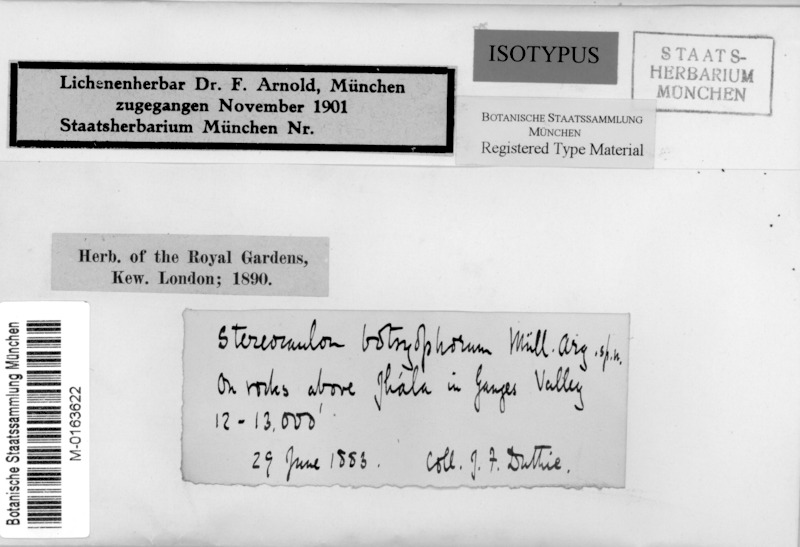 ISOTYPUS
STAATS-
HERBARIUM
MÜNCHEN
Lichenenherbar Dr. F. Arnold, München
zugegangen November 1901
Staatsherbarium München Nr.
BOTANISCHE STAATSSAMMLUNG
MÜNCHEN
Registered Type Material
Herb. of the Royal Gardens,
Kew. London; 1890.
Stereocaulon botryophorum Müll. Arg. sp. n.
On rocks above Jhála in Ganges Valley
12 - 13,000'
29 June 1883. Coll. J. F. Duthie.
Botanische Staatssammlung München
M-0163622